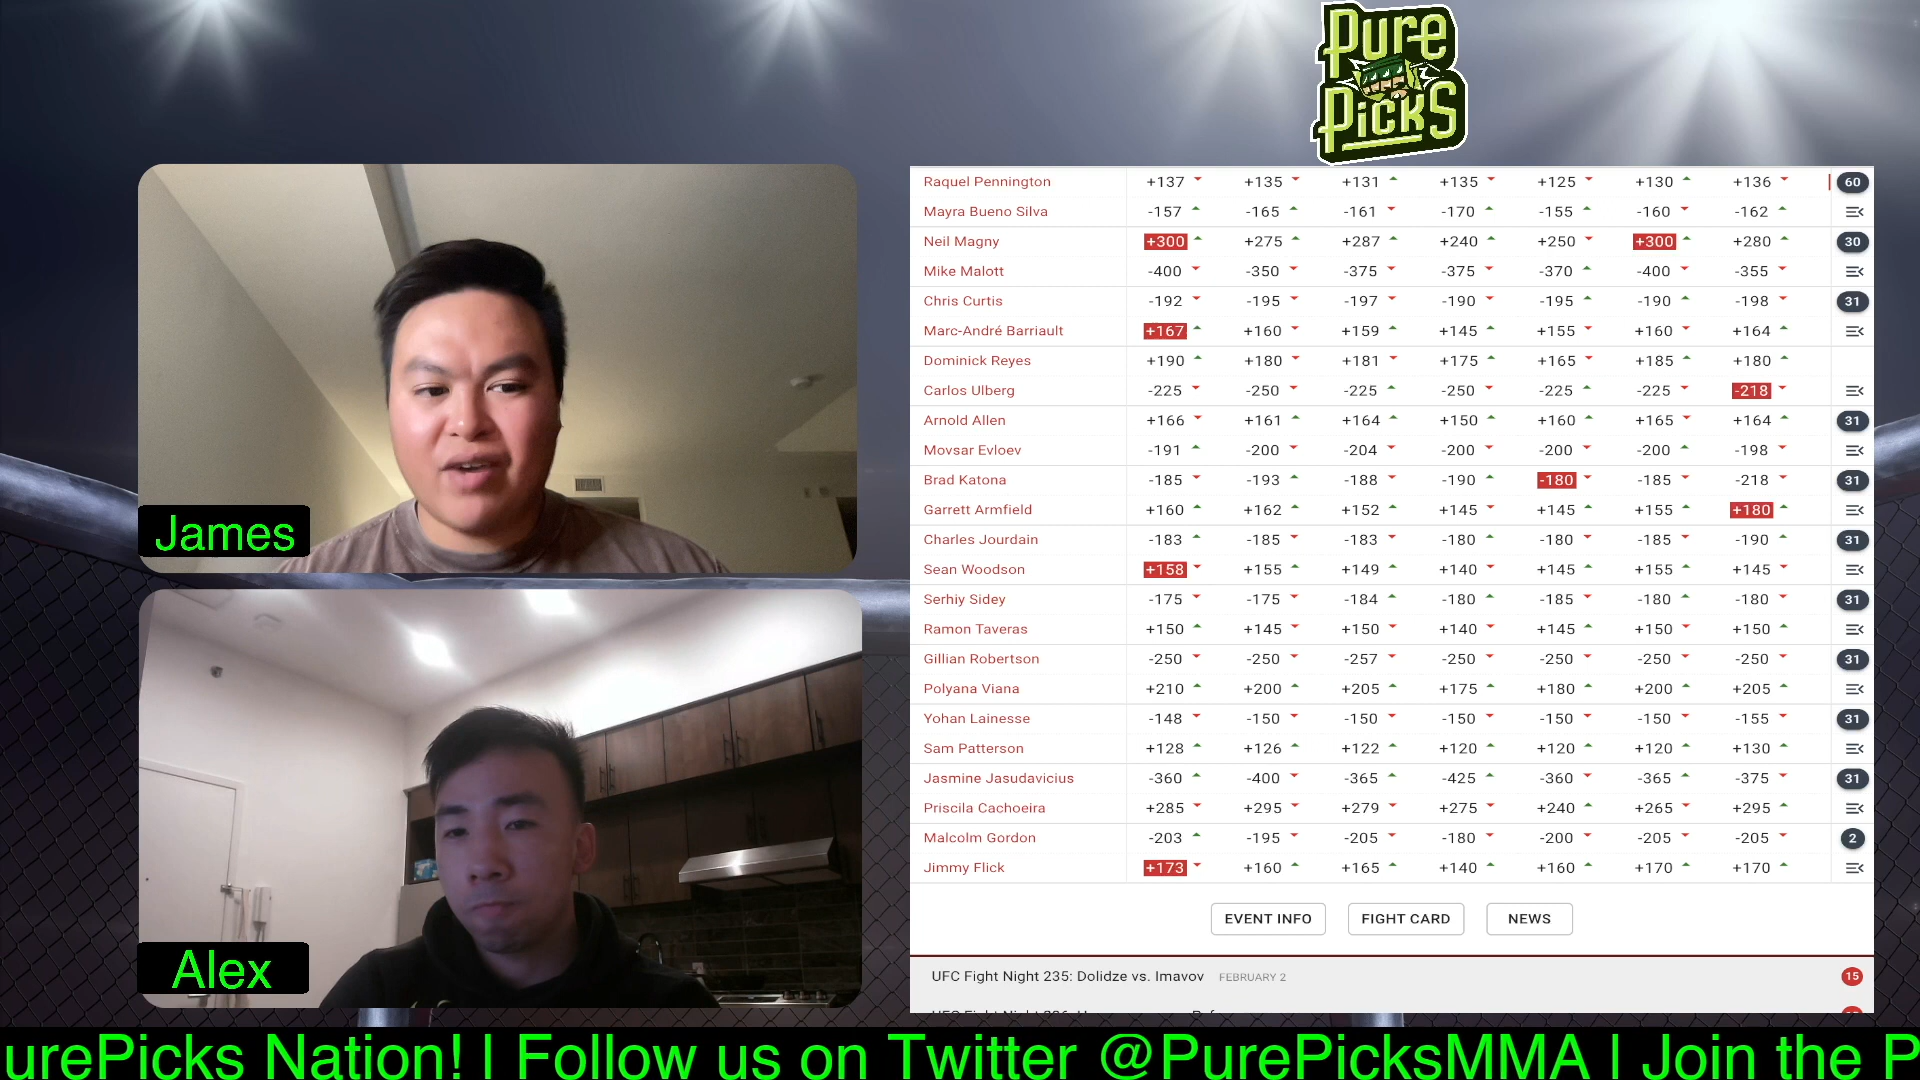 Pure
Picks
James
Alex
Raquel Pennington +137 +135 +131 +135 +125 +130 +136 60
Mayra Bueno Silva -157 -165 -161 -170 -155 -160 -162
Neil Magny +300 +275 +287 +240 +250 +300 +280 30
Mike Malott -400 -350 -375 -375 -370 -400 -355
Chris Curtis -192 -195 -197 -190 -195 -190 -198 31
Marc-André Barriault +167 +160 +159 +145 +155 +160 +164
Dominick Reyes +190 +180 +181 +175 +165 +185 +180
Carlos Ulberg -225 -250 -225 -250 -225 -225 -218
Arnold Allen +166 +161 +164 +150 +160 +165 +164 31
Movsar Evloev -191 -200 -204 -200 -200 -200 -198
Brad Katona -185 -193 -188 -190 -180 -185 -218 31
Garrett Armfield +160 +162 +152 +145 +145 +155 +180
Charles Jourdain -183 -185 -183 -180 -180 -185 -190 31
Sean Woodson +158 +155 +149 +140 +145 +155 +145
Serhiy Sidey -175 -175 -184 -180 -185 -180 -180 31
Ramon Taveras +150 +145 +150 +140 +145 +150 +150
Gillian Robertson -250 -250 -257 -250 -250 -250 -250 31
Polyana Viana +210 +200 +205 +175 +180 +200 +205
Yohan Lainesse -148 -150 -150 -150 -150 -150 -155 31
Sam Patterson +128 +126 +122 +120 +120 +120 +130
Jasmine Jasudavicius -360 -400 -365 -425 -360 -365 -375 31
Priscila Cachoeira +285 +295 +279 +275 +240 +265 +295
Malcolm Gordon -203 -195 -205 -180 -200 -205 -205 2
Jimmy Flick +173 +160 +165 +140 +160 +170 +170
EVENT INFO FIGHT CARD NEWS
UFC Fight Night 235: Dolidze vs. Imavov FEBRUARY 2 15
urePicks Nation! | Follow us on Twitter @PurePicksMMA | Join the P